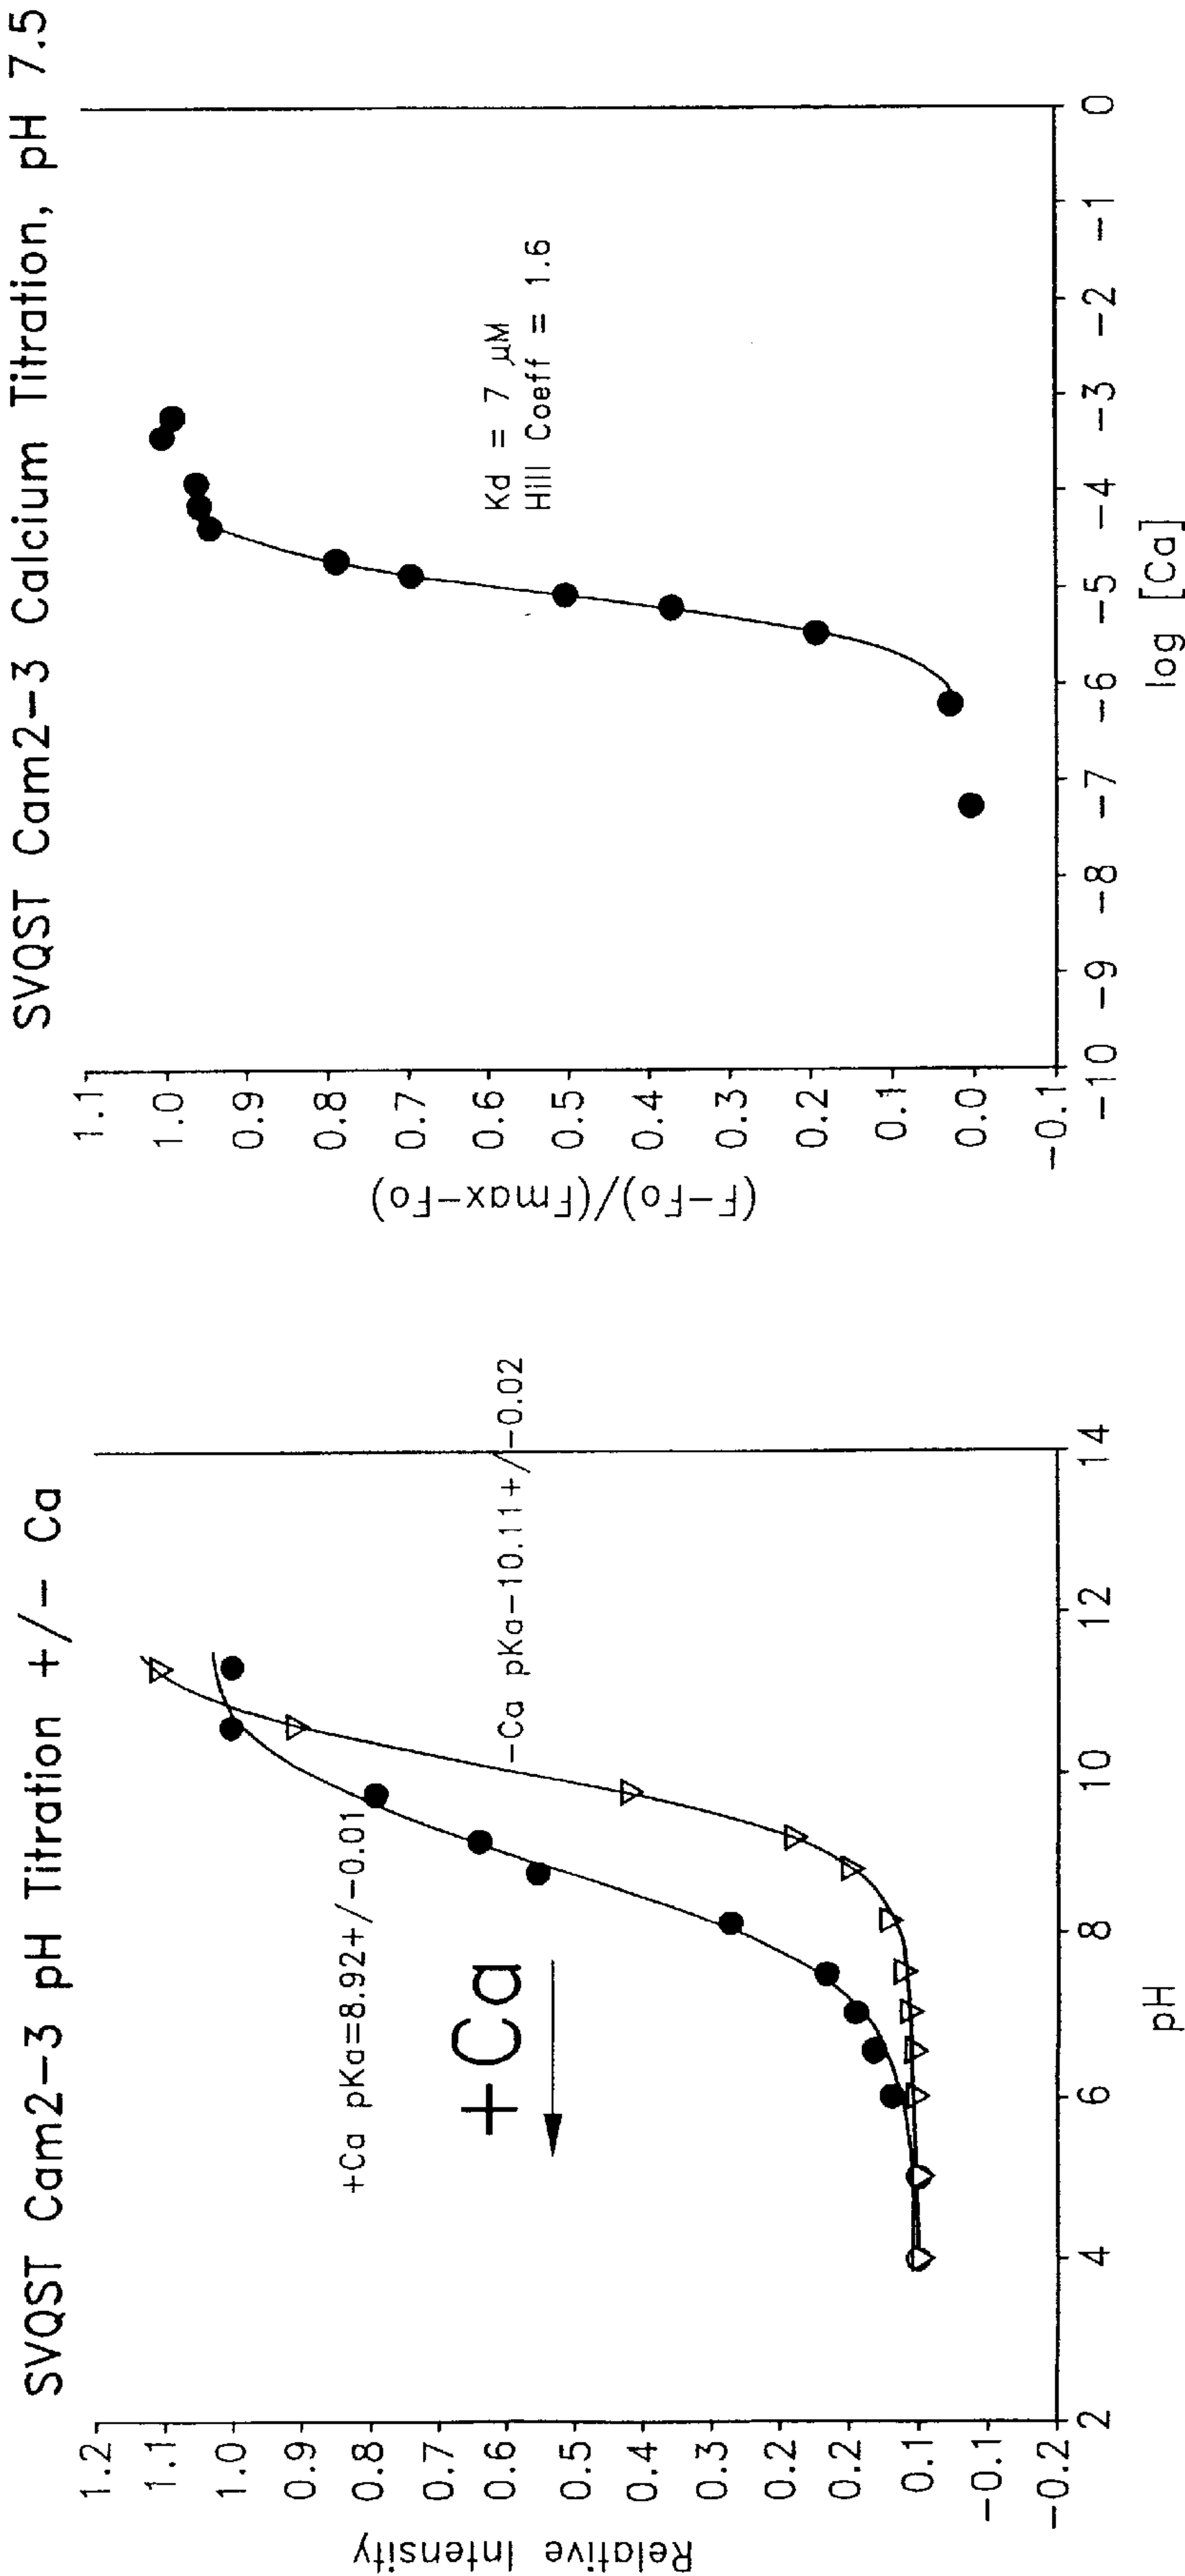 SVQST Cam2-3 pH Titration +/- Ca
1.2
1.1
1.0
0.9
0.8
0.7
0.6
0.5
0.4
0.3
0.2
0.2
0.1
-0.1
-0.2
Relative Intensity
+Ca pKa=8.92+/-0.01
+Ca
-Ca pKa-10.11+/-0.02
2 4 6 8 10 12 14
pH
SVQST Cam2-3 Calcium Titration, pH 7.5
1.1
1.0
0.9
0.8
0.7
0.6
0.5
0.4
0.3
0.2
0.1
0.0
-0.1
(F-Fo)/(Fmax-Fo)
Kd = 7 μM
Hill Coeff = 1.6
-10 -9 -8 -7 -6 -5 -4 -3 -2 -1 0
log [Ca]